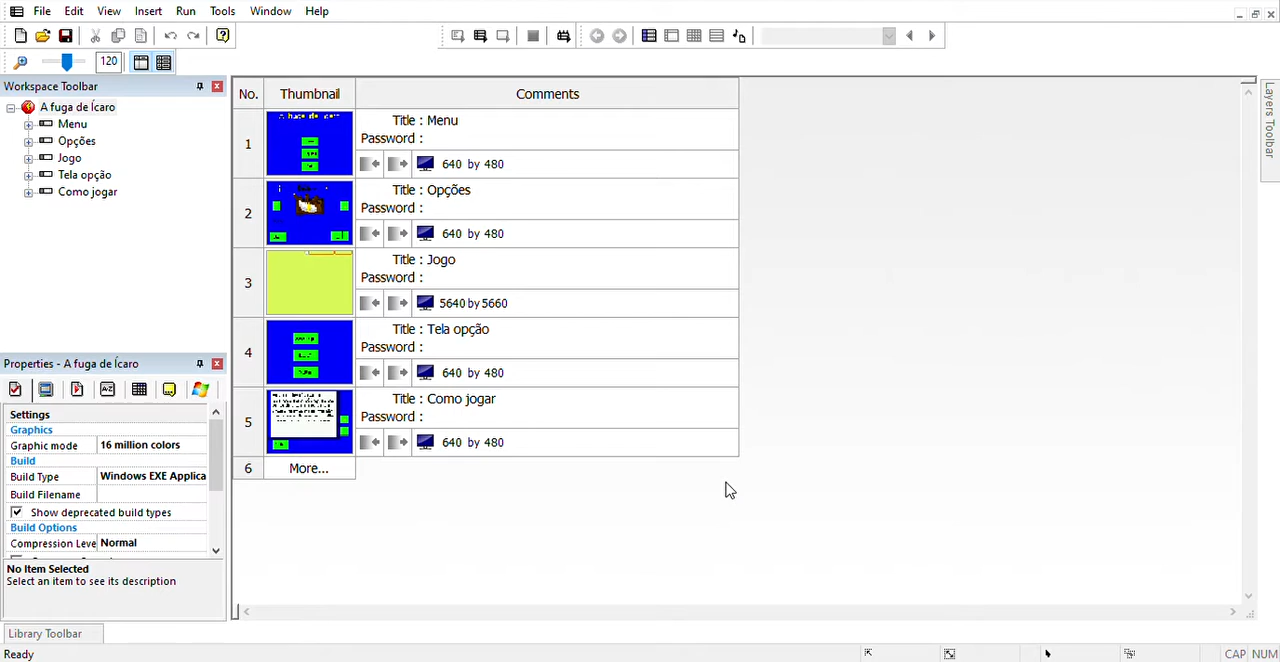 File Edit View Insert Run Tools Window Help
120
Workspace Toolbar
A fuga de Ícaro
Menu
Opções
Jogo
Tela opção
Como jogar
Properties - A fuga de Ícaro
Settings
Graphics
Graphic mode 16 million colors
Build
Build Type Windows EXE Applica
Build Filename
Show deprecated build types
Build Options
Compression Leve Normal
No Item Selected
Select an item to see its description
Library Toolbar
Ready
No. Thumbnail Comments
1 Title : Menu
Password :
640 by 480
2 Title : Opções
Password :
640 by 480
3 Title : Jogo
Password :
5640 by 5660
4 Title : Tela opção
Password :
640 by 480
5 Title : Como jogar
Password :
640 by 480
6 More...
Layers Toolbar
CAP NUM